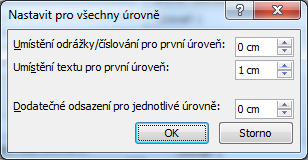 Nastavit pro všechny úrovně
Umístění odrážky/číslování pro první úroveň: 0 cm
Umístění textu pro první úroveň: 1 cm
Dodatečné odsazení pro jednotlivé úrovně: 0 cm
OK Storno